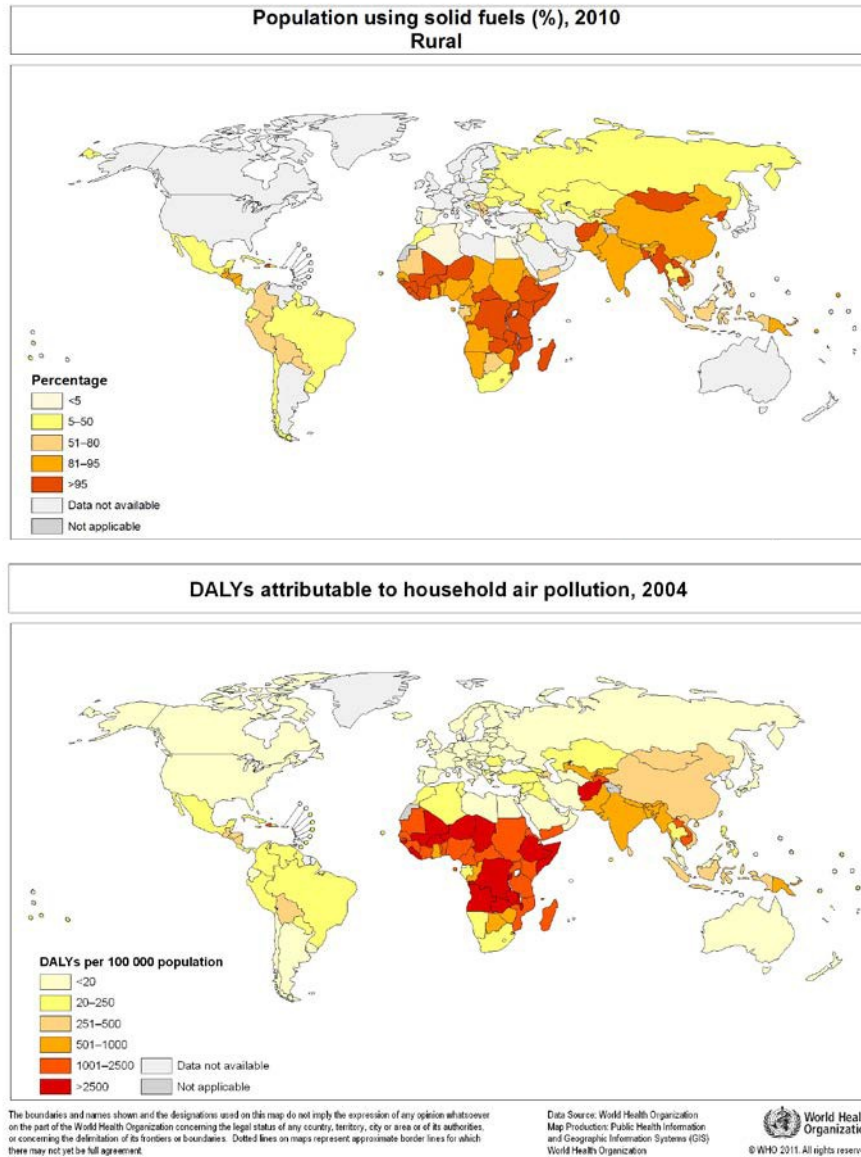 Population using solid fuels (%), 2010
Rural
Percentage
<5
5–50
51–80
81–95
>95
Data not available
Not applicable
DALYs attributable to household air pollution, 2004
DALYs per 100 000 population
<20
20–250
251–500
501–1000
1001–2500
>2500
Data not available
Not applicable
The boundaries and names shown and the designations used on this map do not imply the expression of any opinion whatsoever
on the part of the World Health Organization concerning the legal status of any country, territory, city or area or of its authorities,
or concerning the delimitation of its frontiers or boundaries. Dotted lines on maps represent approximate border lines for which
there may not yet be full agreement.
Data Source: World Health Organization
Map Production: Public Health Information
and Geographic Information Systems (GIS)
World Health Organization
World Heal
Organizatio
© WHO 2011. All rights reserv